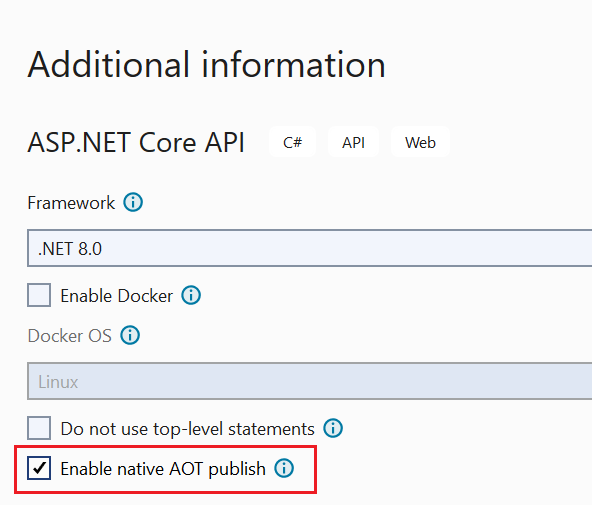 Additional information
ASP.NET Core API C# API Web
Framework
.NET 8.0
Enable Docker
Docker OS
Linux
Do not use top-level statements
Enable native AOT publish